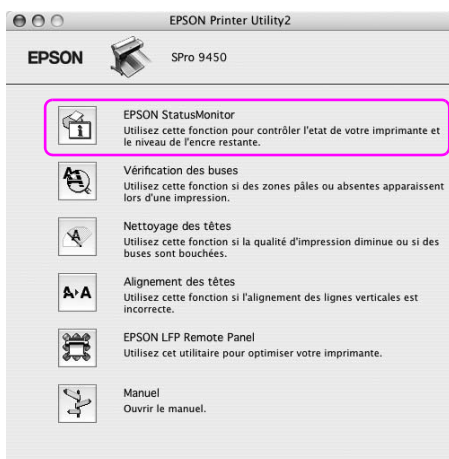 EPSON Printer Utility2
EPSON
SPro 9450
EPSON StatusMonitor
Utilisez cette fonction pour contrôler l'etat de votre imprimante et
le niveau de l'encre restante.
Vérification des buses
Utilisez cette fonction si des zones pâles ou absentes apparaissent
lors d'une impression.
Nettoyage des têtes
Utilisez cette fonction si la qualité d'impression diminue ou si des
buses sont bouchées.
A▸A
Alignement des têtes
Utilisez cette fonction si l'alignement des lignes verticales est
incorrecte.
EPSON LFP Remote Panel
Utilisez cet utilitaire pour optimiser votre imprimante.
Manuel
Ouvrir le manuel.